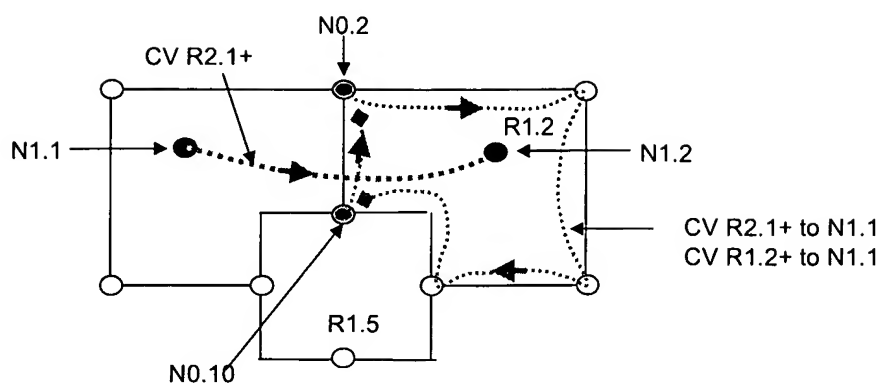 N0.2
CV R2.1+
R1.2
N1.1
N1.2
CV R2.1+ to N1.1
CV R1.2+ to N1.1
R1.5
N0.10